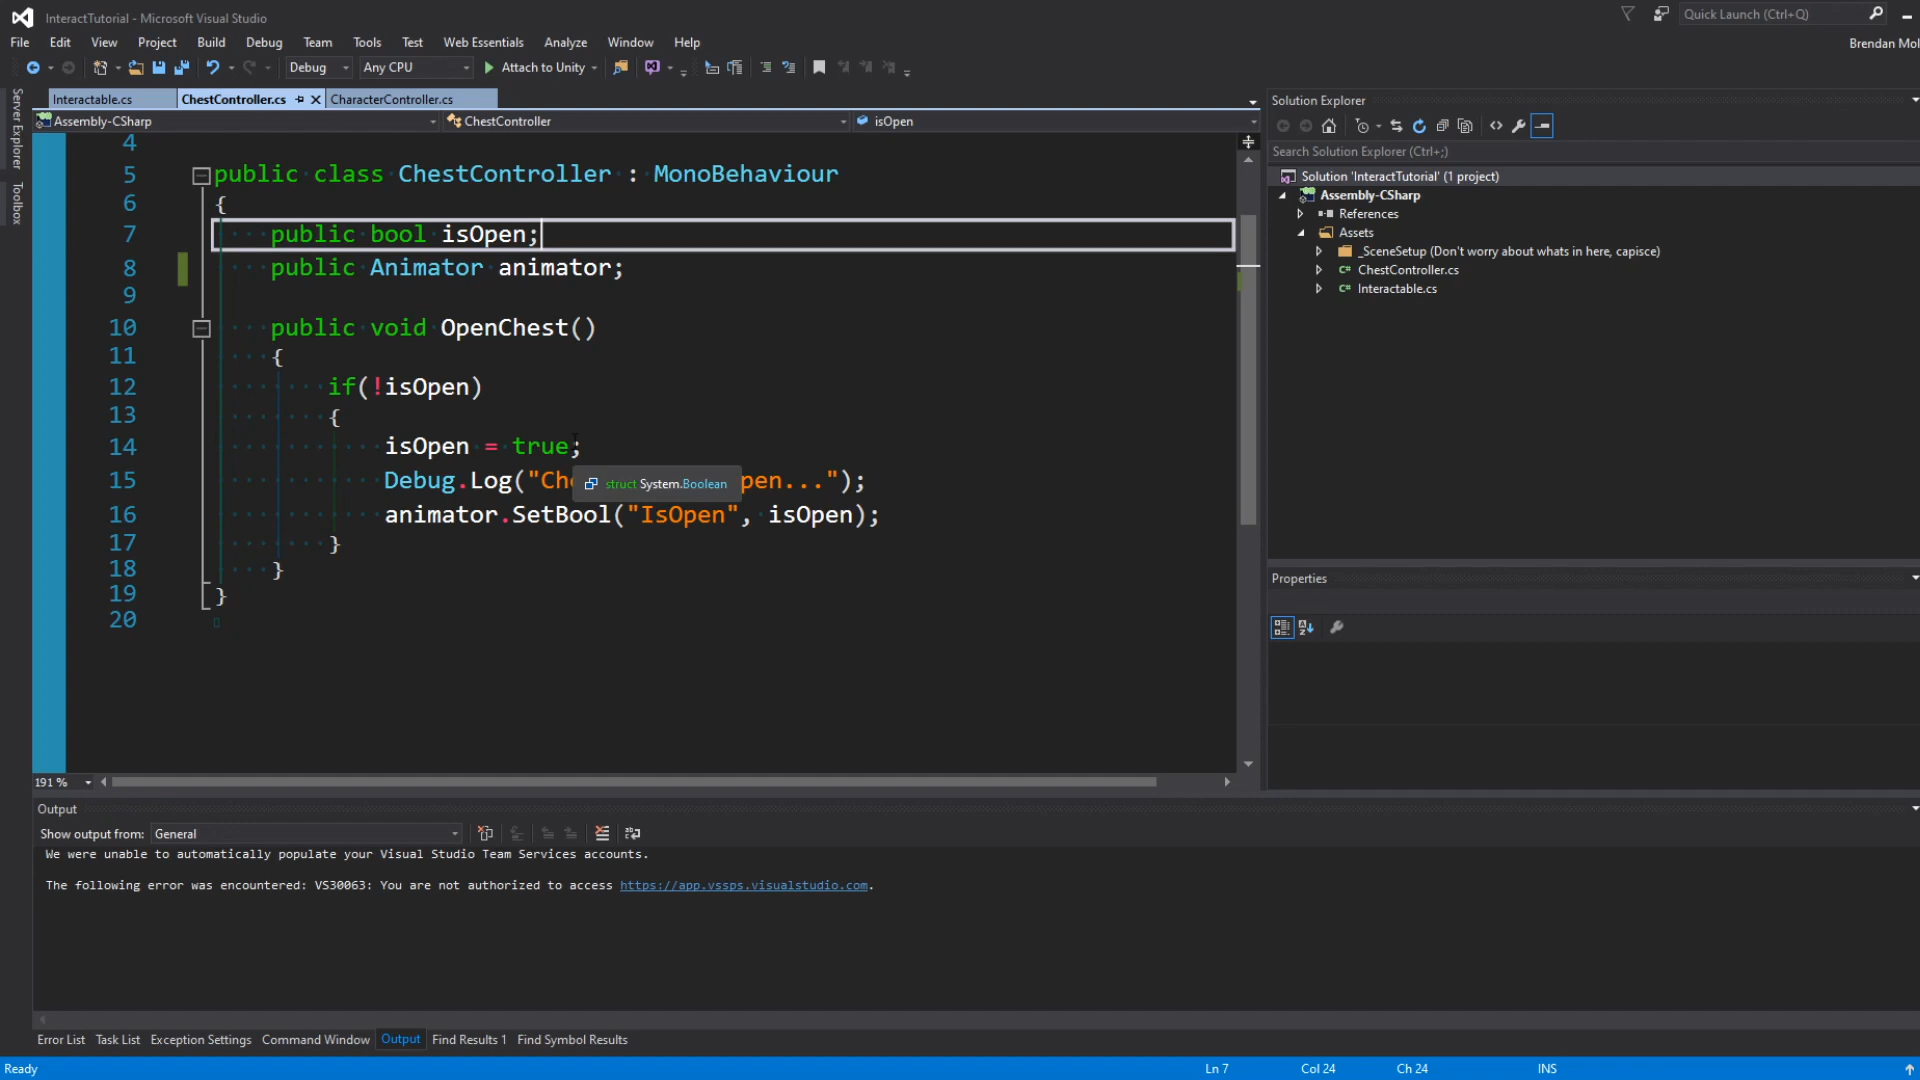 InteractTutorial - Microsoft Visual Studio
Quick Launch (Ctrl+Q)
File Edit View Project Build Debug Team Tools Test Web Essentials Analyze Window Help
Brendan Mol
Debug Any CPU Attach to Unity
Server Explorer
Toolbox
Interactable.cs ChestController.cs CharacterController.cs
Assembly-CSharp ChestController isOpen
4
5 public class ChestController : MonoBehaviour
6 {
7 public bool isOpen;
8 public Animator animator;
9
10 public void OpenChest()
11 {
12 if(!isOpen)
13 {
14 isOpen = true;
15 Debug.Log("Che pen...");
struct System.Boolean
16 animator.SetBool("IsOpen", isOpen);
17 }
18 }
19 }
20
191 %
Solution Explorer
Search Solution Explorer (Ctrl+;)
Solution 'InteractTutorial' (1 project)
Assembly-CSharp
References
Assets
_SceneSetup (Don't worry about whats in here, capisce)
C# ChestController.cs
C# Interactable.cs
Properties
Output
Show output from: General
We were unable to automatically populate your Visual Studio Team Services accounts.
The following error was encountered: VS30063: You are not authorized to access https://app.vssps.visualstudio.com.
Error List Task List Exception Settings Command Window Output Find Results 1 Find Symbol Results
Ready Ln 7 Col 24 Ch 24 INS